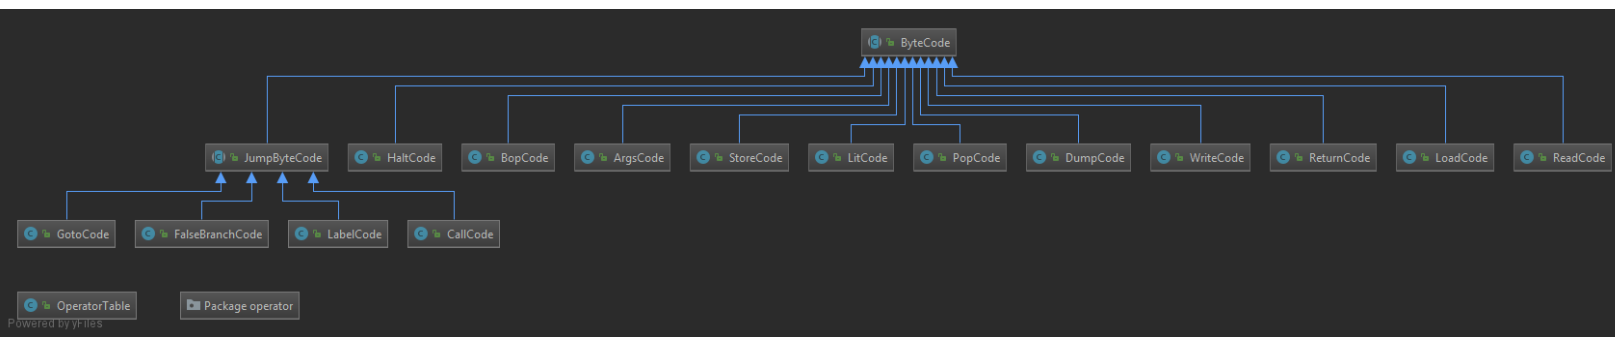 ByteCode
JumpByteCode
HaltCode
BopCode
ArgsCode
StoreCode
LitCode
PopCode
DumpCode
WriteCode
ReturnCode
LoadCode
ReadCode
GotoCode
FalseBranchCode
LabelCode
CallCode
OperatorTable
Package operator
Powered by yFiles